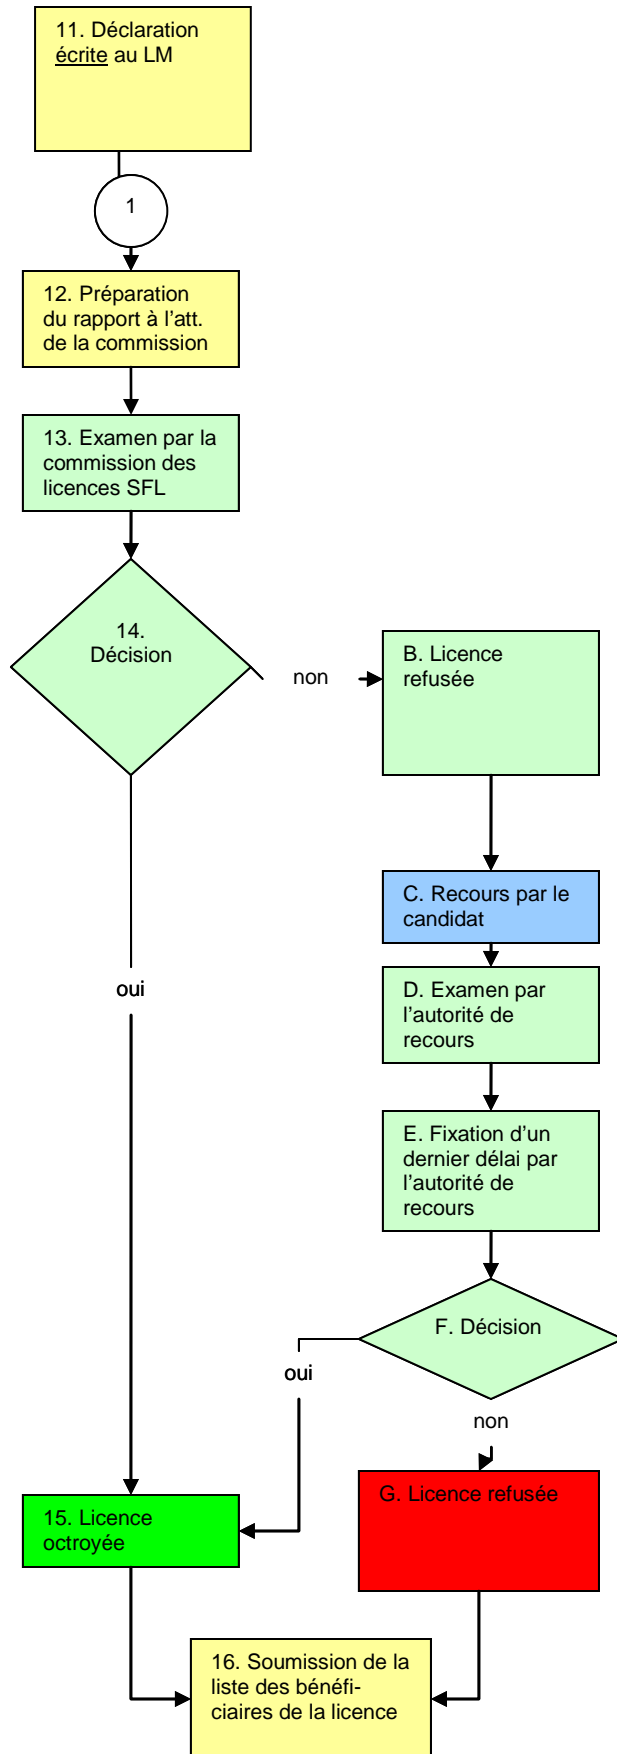 11. Déclaration
écrite au LM
1
12. Préparation
du rapport à l'att.
de la commission
13. Examen par la
commission des
licences SFL
14.
Décision
non
B. Licence
refusée
C. Recours par le
candidat
D. Examen par
l'autorité de
recours
oui
E. Fixation d'un
dernier délai par
l'autorité de
recours
F. Décision
oui
non
G. Licence refusée
15. Licence
octroyée
16. Soumission de la
liste des bénéfi-
ciaires de la licence